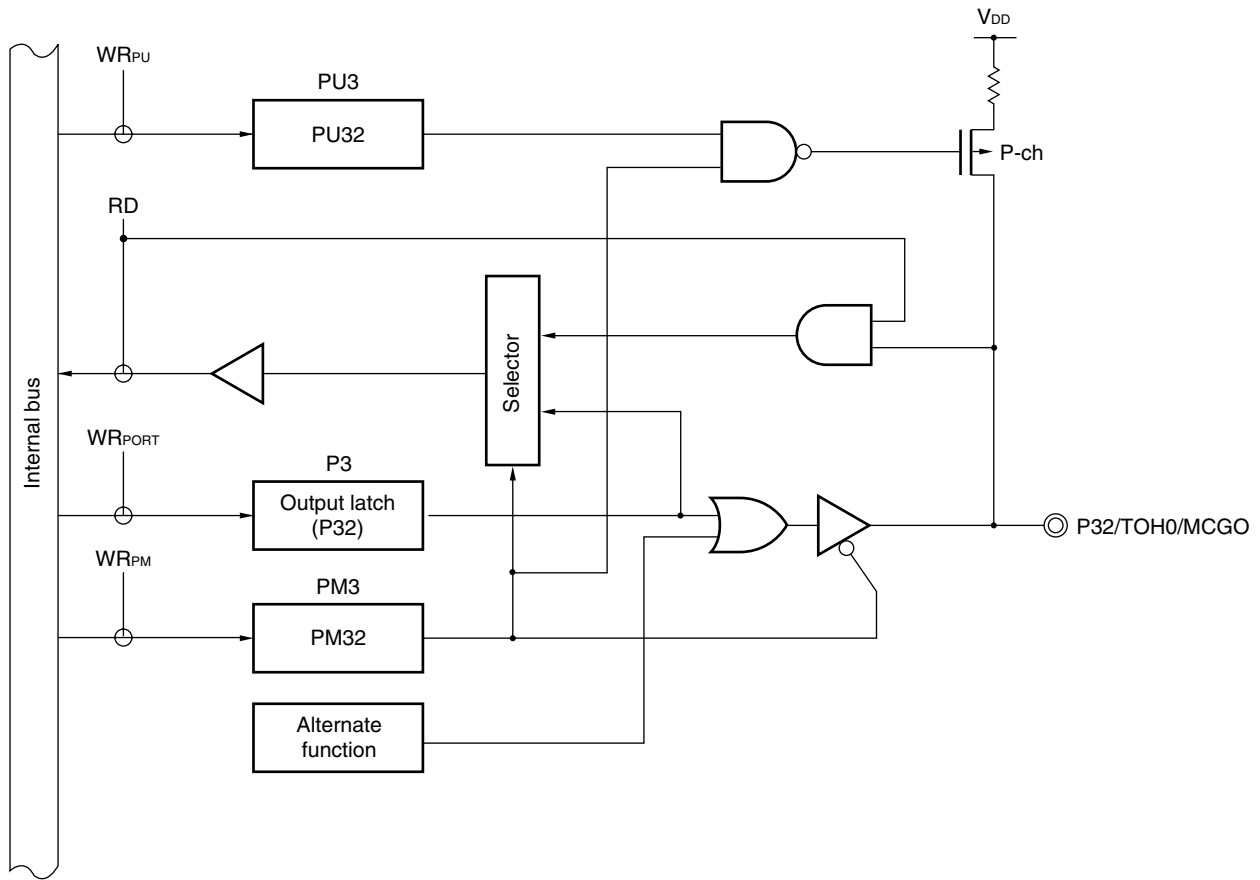 VDD
WRPU
PU3
PU32
P-ch
RD
Selector
Internal bus
WRPORT
P3
Output latch
(P32)
P32/TOH0/MCGO
WRPM
PM3
PM32
Alternate
function